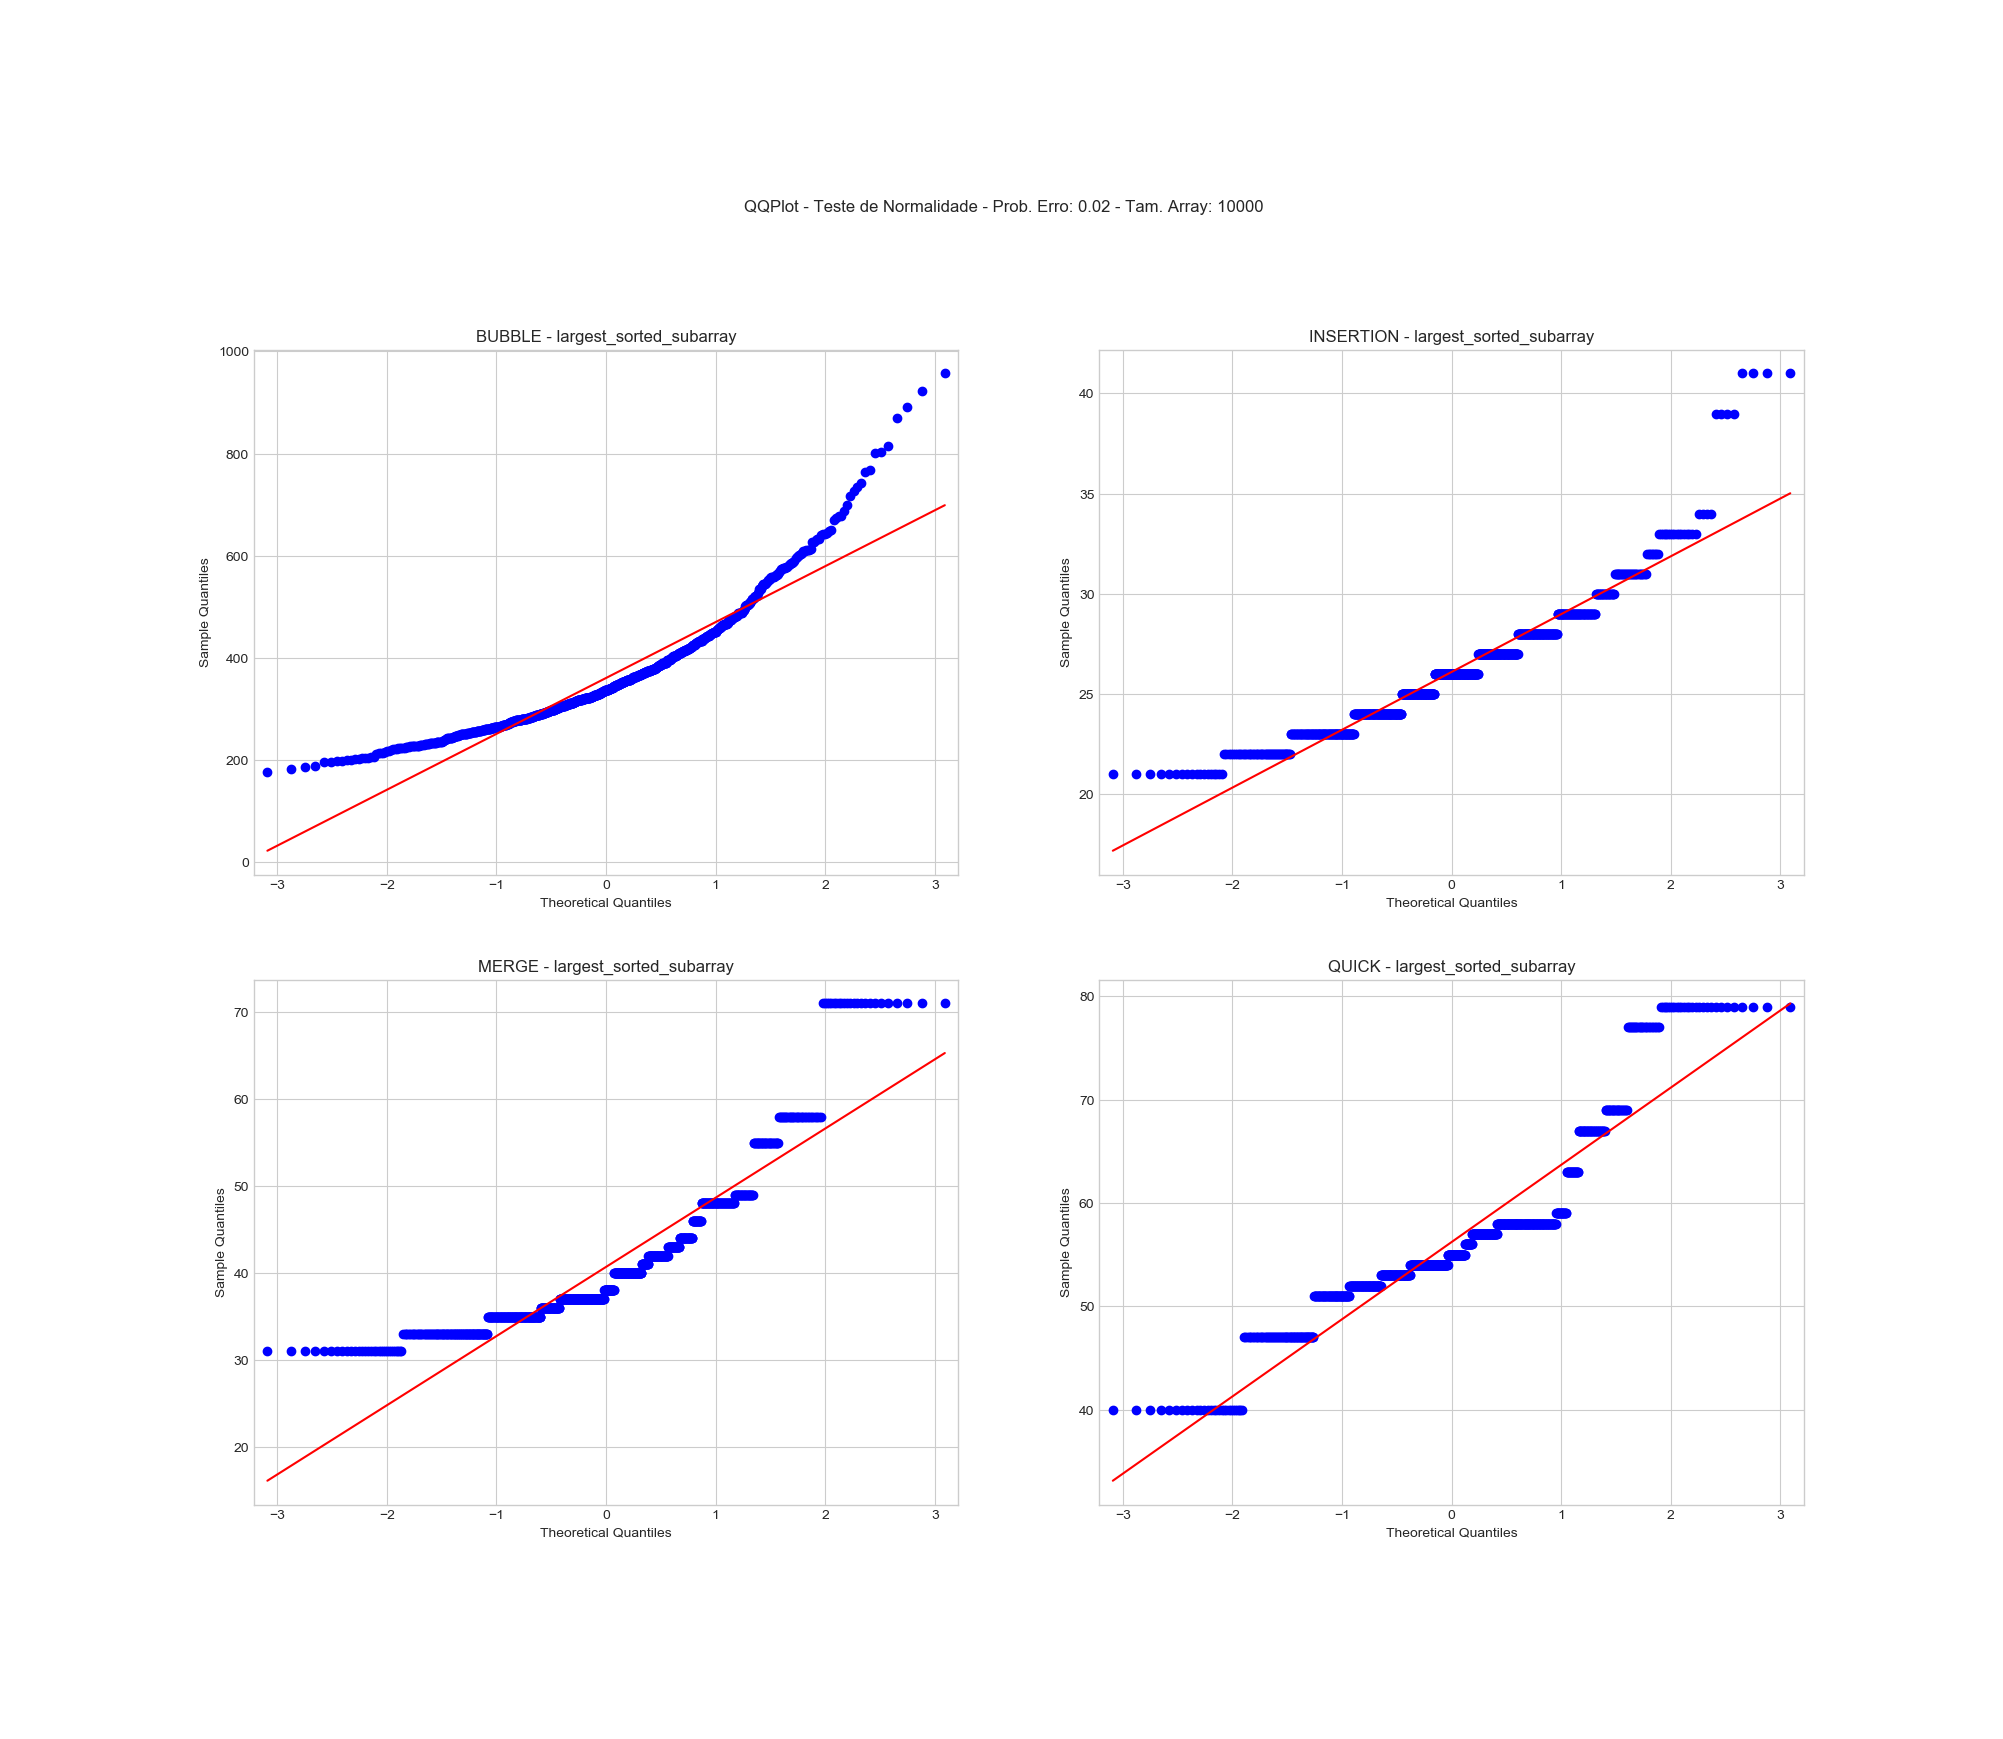 QQPlot - Teste de Normalidade - Prob. Erro: 0.02 - Tam. Array: 10000
BUBBLE - largest_sorted_subarray
1000
800
600
400
200
0
Sample Quantiles
−3 −2 −1 0 1 2 3
Theoretical Quantiles
INSERTION - largest_sorted_subarray
40
35
30
25
20
Sample Quantiles
−3 −2 −1 0 1 2 3
Theoretical Quantiles
MERGE - largest_sorted_subarray
70
60
50
40
30
20
Sample Quantiles
−3 −2 −1 0 1 2 3
Theoretical Quantiles
QUICK - largest_sorted_subarray
80
70
60
50
40
Sample Quantiles
−3 −2 −1 0 1 2 3
Theoretical Quantiles